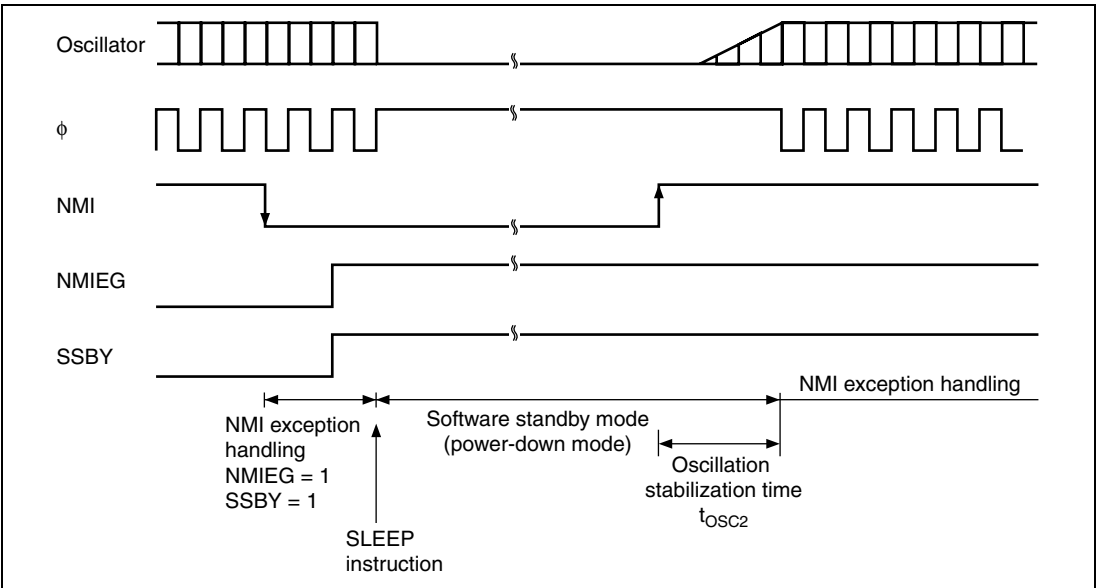 Oscillator
ϕ
NMI
NMIEG
SSBY
NMI exception handling
NMI exception
handling
NMIEG = 1
SSBY = 1
Software standby mode
(power-down mode)
Oscillation
stabilization time
tOSC2
SLEEP
instruction